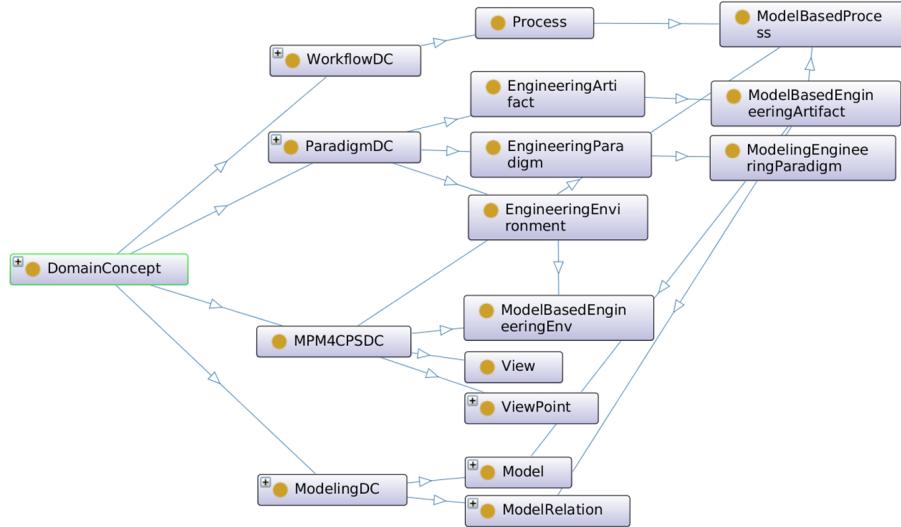 Process
ModelBasedProce
ss
WorkflowDC
EngineeringArti
fact
ModelBasedEngin
eeringArtifact
ParadigmDC
EngineeringPara
digm
ModelingEnginee
ringParadigm
EngineeringEnvi
ronment
DomainConcept
MPM4CPSDC
ModelBasedEngin
eeringEnv
View
ViewPoint
ModelingDC
Model
ModelRelation